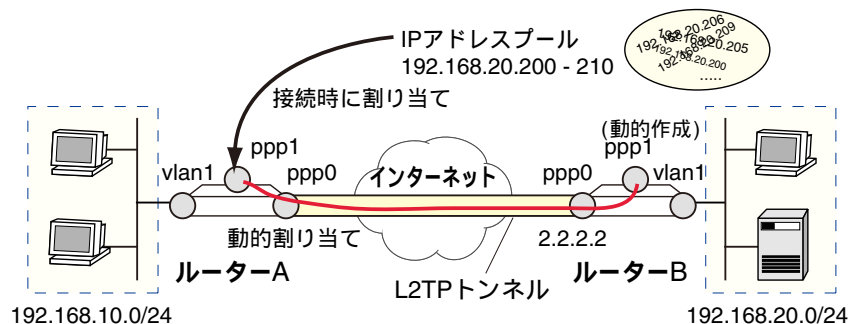 IPアドレスプール
192.168.20.200 - 210
192.168.20.206
192.168.20.209
192.168.20.205
192.168.20.200
.....
接続時に割り当て
(動的作成)
ppp1
ppp1
vlan1
ppp0
インターネット
ppp0
vlan1
動的割り当て
2.2.2.2
ルーターA
L2TPトンネル
ルーターB
192.168.10.0/24
192.168.20.0/24